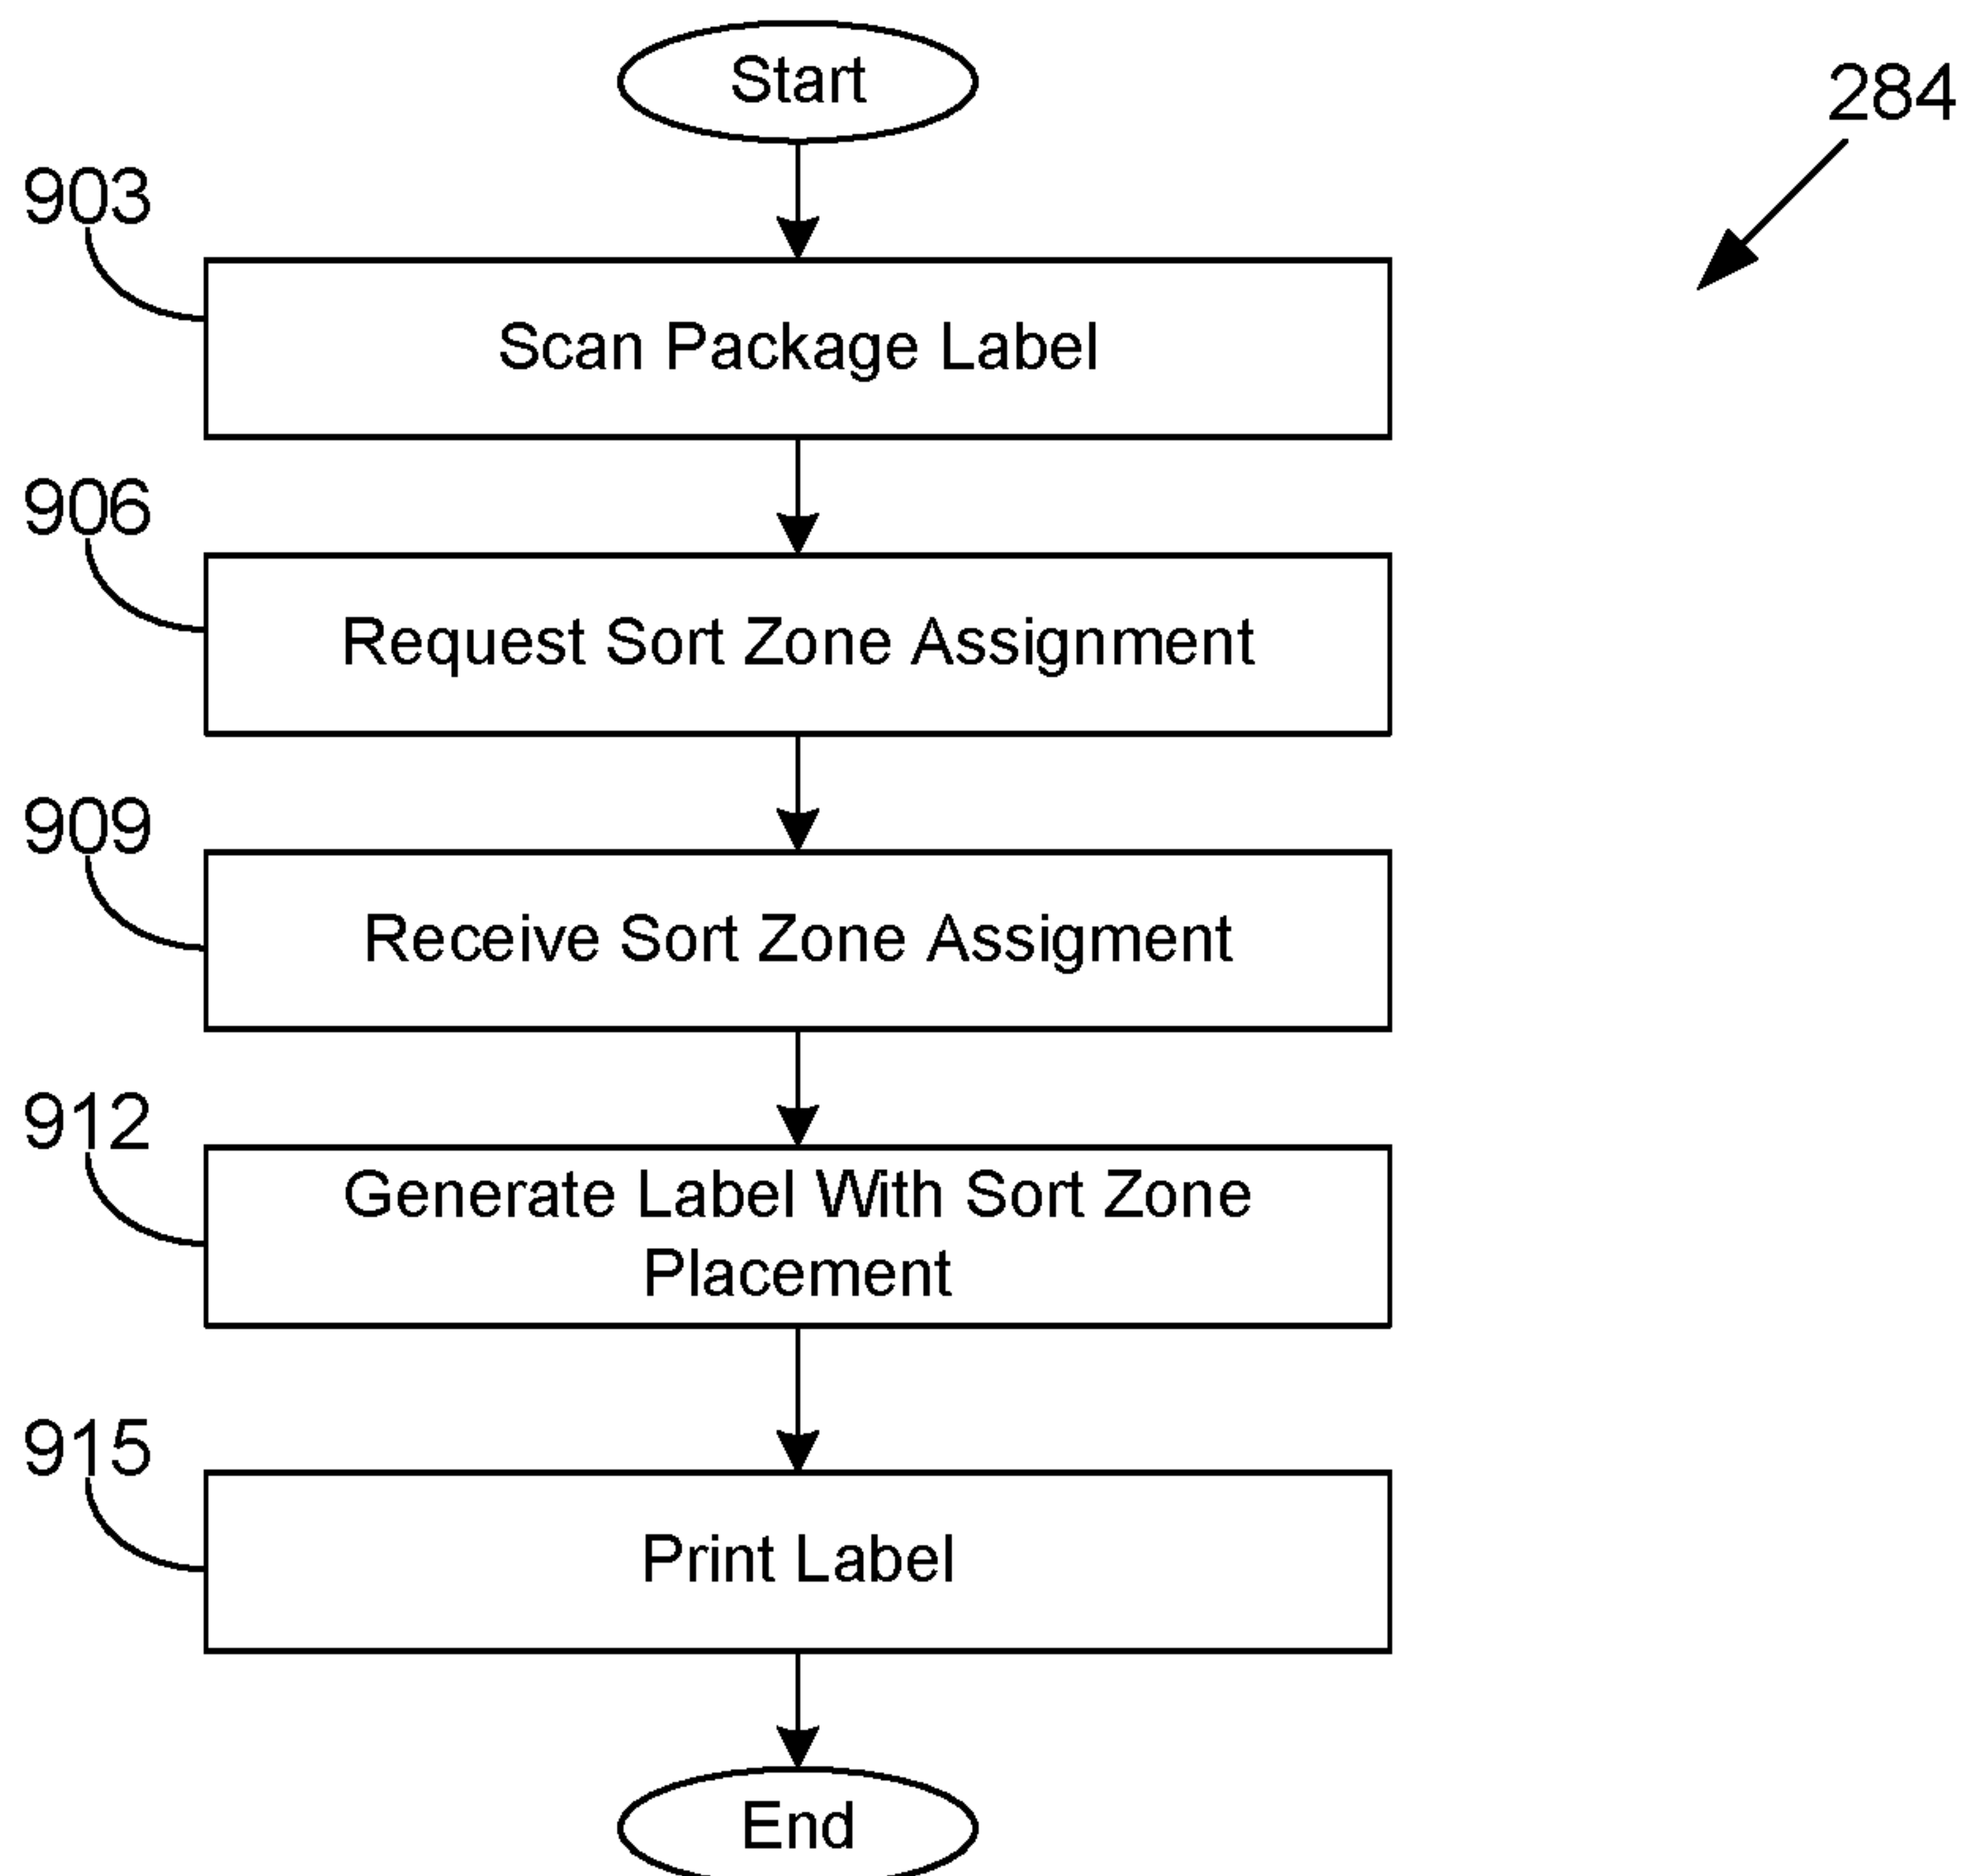 Start
284
903
Scan Package Label
906
Request Sort Zone Assignment
909
Receive Sort Zone Assigment
912
Generate Label With Sort Zone
Placement
915
Print Label
End